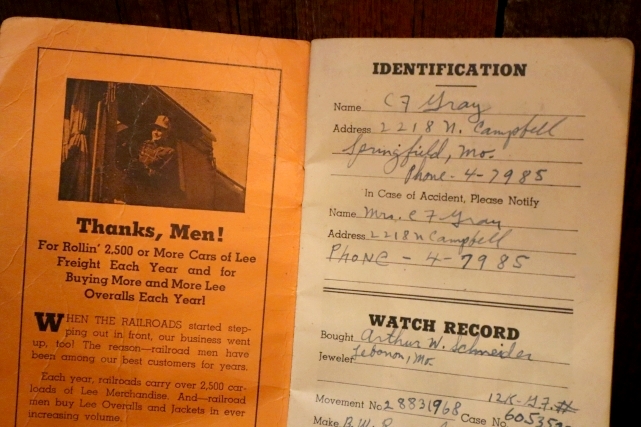 Thanks, Men!
For Rollin' 2,500 or More Cars of Lee
Freight Each Year and for
Buying More and More Lee
Overalls Each Year!
WHEN THE RAILROADS started step-
ping out in front, our business went
up, too! The reason—railroad men have
been among our best customers for years.
Each year, railroads carry over 2,500 car-
loads of Lee Merchandise. And—railroad
men buy Lee Overalls and Jackets in ever
increasing volume.
IDENTIFICATION
Name C F Gray
Address 2218 N. Campbell
Springfield, Mo.
Phone - 4-7985
In Case of Accident, Please Notify
Name Mrs. C F Gray
Address 2218 N Campbell
PHONE - 4-7985
WATCH RECORD
Bought Arthur W. Schneider
Jeweler Lebanon, Mo.
12K - G.F. #
Movement No 28831968 Case No
Make B.W.